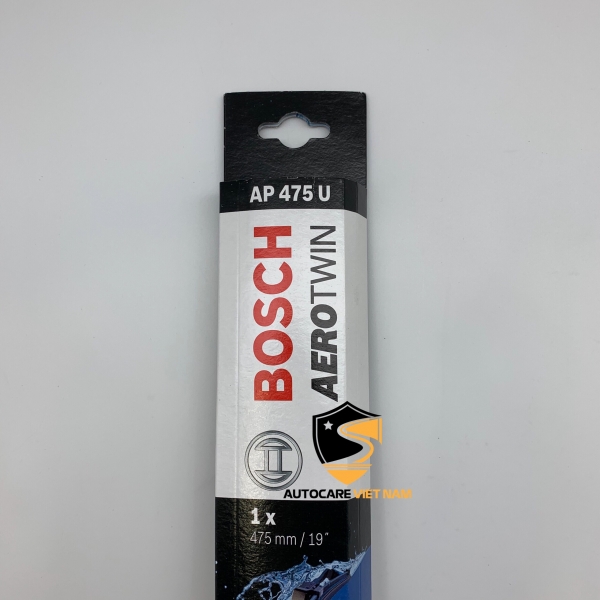 AP 475 U
BOSCH
AEROTWIN
AUTOCARE VIET NAM
1 x
475 mm / 19"